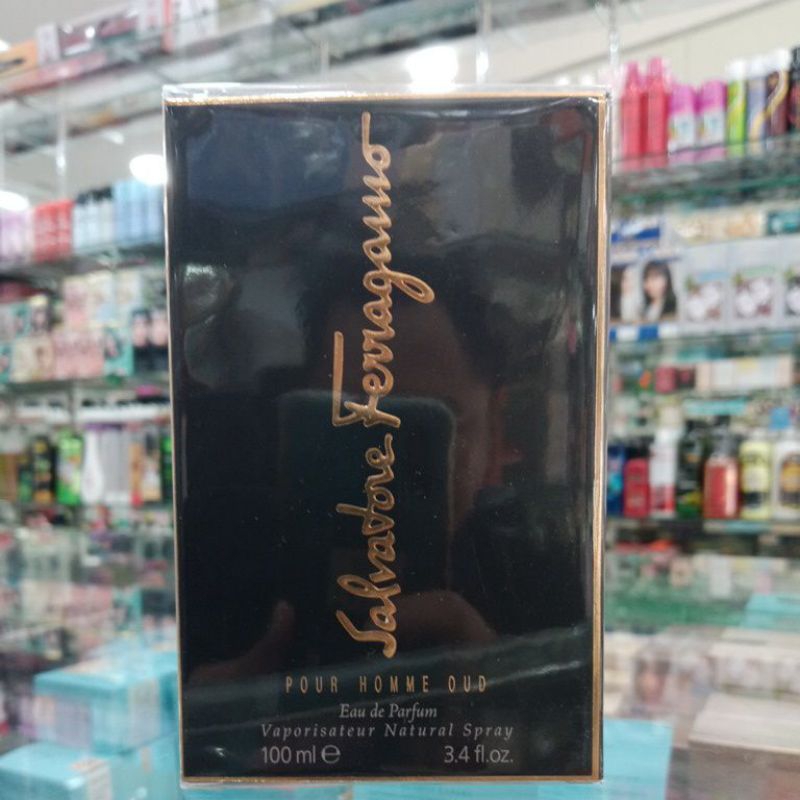 Salvatore Ferragamo
POUR HOMME OUD
Eau de Parfum
Vaporisateur Natural Spray
100 ml ℮ 3.4 fl.oz.